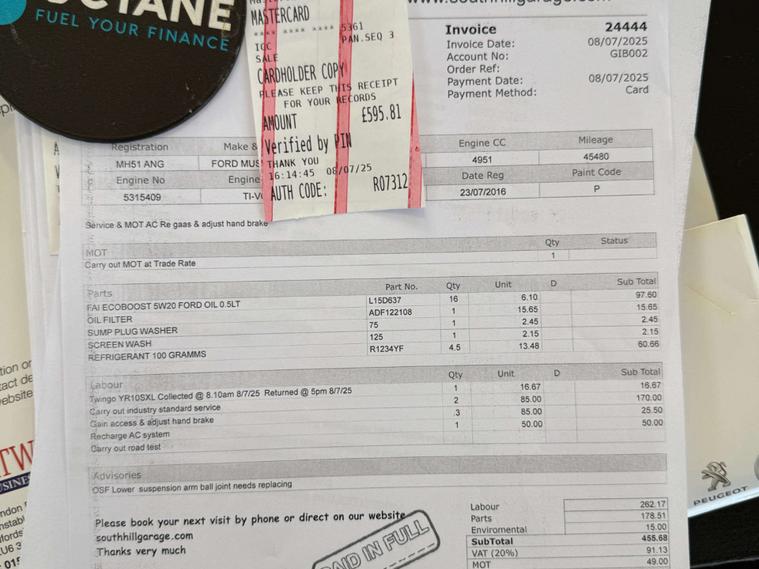 FUEL YOUR FINANCE
MASTERCARD
**** **** **** 5361
ICC PAN.SEQ 3
SALE
CARDHOLDER COPY
PLEASE KEEP THIS RECEIPT
FOR YOUR RECORDS
AMOUNT £595.81
Verified by PIN
THANK YOU
16:14:45 08/07/25
AUTH CODE: R07312
Invoice 24444
Invoice Date: 08/07/2025
Account No: GIB002
Order Ref:
Payment Date: 08/07/2025
Payment Method: Card
Registration Make & Engine CC Mileage
MH51 ANG FORD MUS 4951 45480
Engine No Engine Date Reg Paint Code
5315409 TI-V 23/07/2016 P
Service & MOT AC Re gaas & adjust hand brake
MOT Qty Status
Carry out MOT at Trade Rate 1
Parts Part No. Qty Unit D Sub Total
FAI ECOBOOST 5W20 FORD OIL 0.5LT L15D637 16 6.10 97.60
OIL FILTER ADF122108 1 15.65 15.65
SUMP PLUG WASHER 75 1 2.45 2.45
SCREEN WASH 125 1 2.15 2.15
REFRIGERANT 100 GRAMMS R1234YF 4.5 13.48 60.66
Labour Qty Unit D Sub Total
Twingo YR10SXL Collected @ 8.10am 8/7/25 Returned @ 5pm 8/7/25 1 16.67 16.67
Carry out industry standard service 2 85.00 170.00
Gain access & adjust hand brake .3 85.00 25.50
Recharge AC system 1 50.00 50.00
Carry out road test
Advisories
OSF Lower suspension arm ball joint needs replacing
Please book your next visit by phone or direct on our website
southhillgarage.com
Thanks very much
PAID IN FULL
Labour 262.17
Parts 178.51
Enviromental 15.00
SubTotal 455.68
VAT (20%) 91.13
MOT 49.00
PEUGEOT